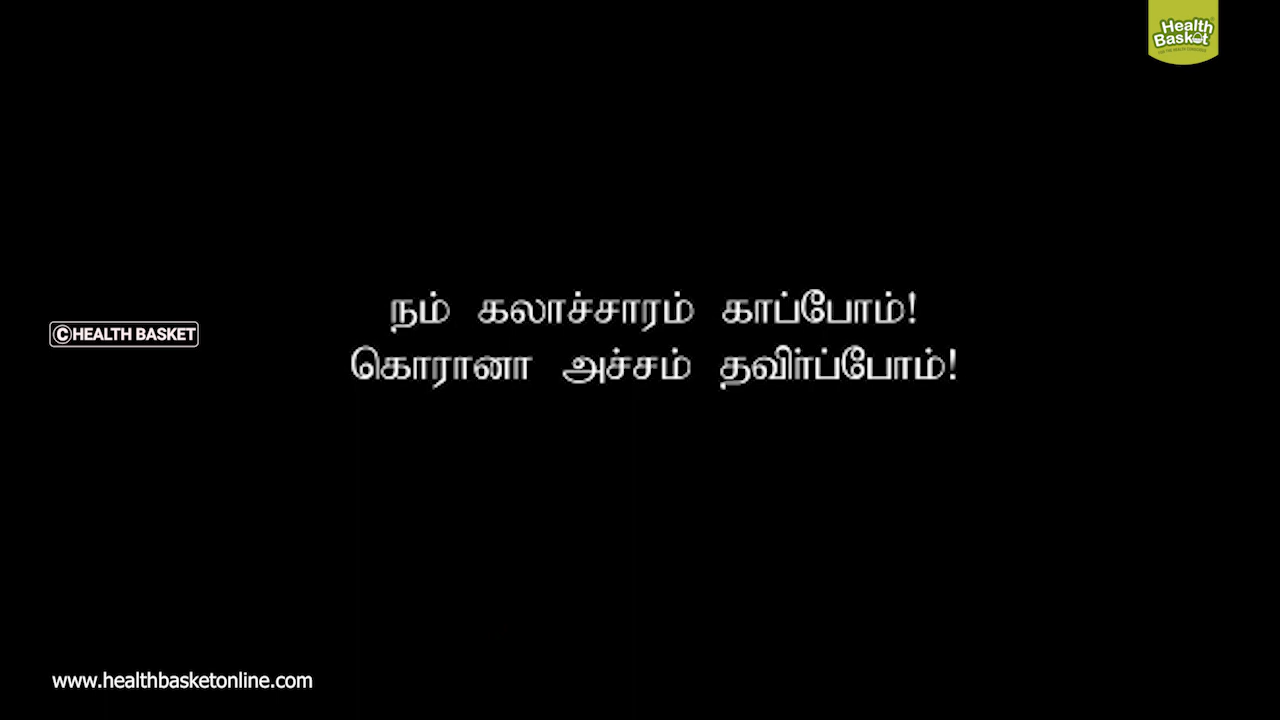 Health
Basket
நம் கலாச்சாரம் காப்போம்!
©HEALTH BASKET
கொரானா அச்சம் தவிர்ப்போம்!
www.healthbasketonline.com